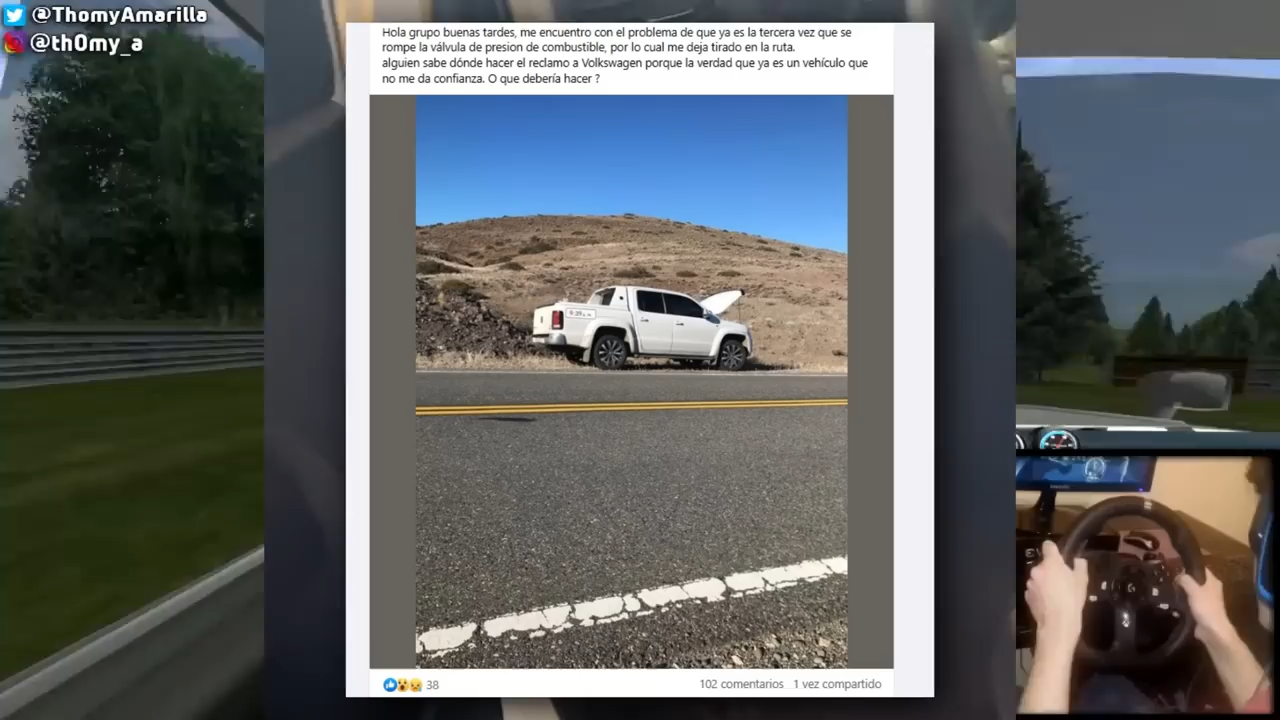 @ThomyAmarilla
@th0my_a
Hola grupo buenas tardes, me encuentro con el problema de que ya es la tercera vez que se
rompe la válvula de presion de combustible, por lo cual me deja tirado en la ruta.
alguien sabe dónde hacer el reclamo a Volkswagen porque la verdad que ya es un vehículo que
no me da confianza. O que debería hacer ?
38
102 comentarios
1 vez compartido